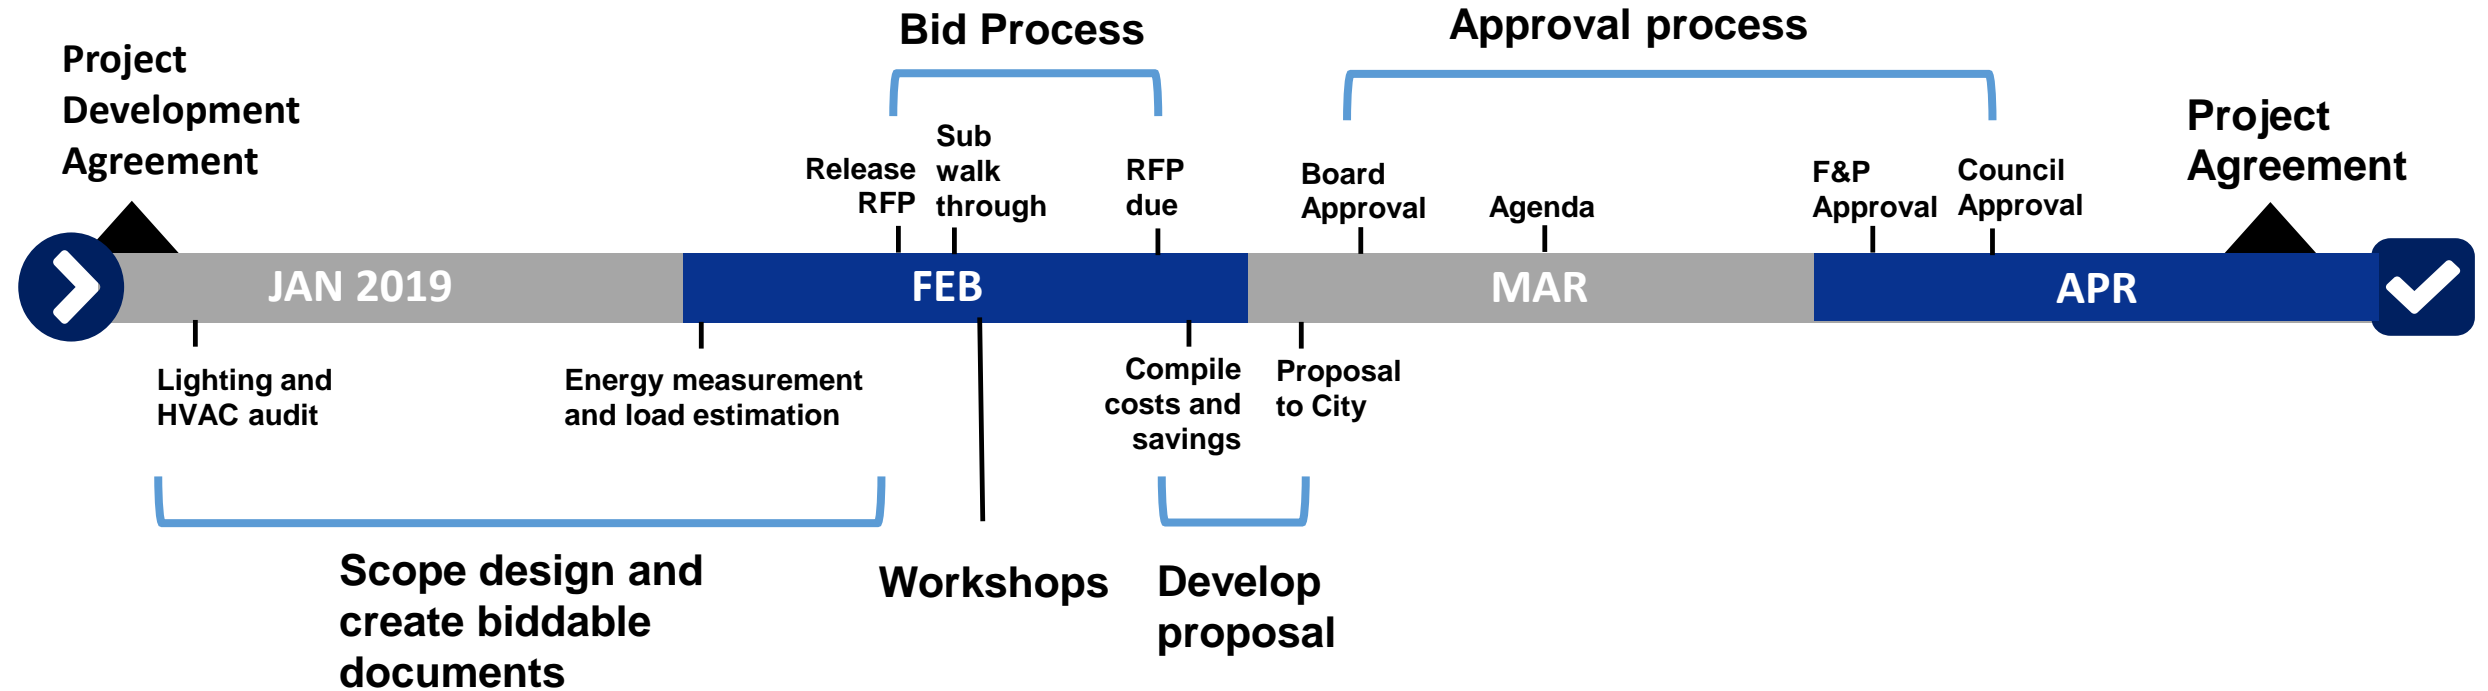 Bid Process
Approval process
Project
Development
Agreement
Project
Agreement
Release
RFP
Sub
walk
through
RFP
due
Board
Approval
Agenda
F&P
Approval
Council
Approval
JAN 2019
FEB
MAR
APR
Lighting and
HVAC audit
Energy measurement
and load estimation
Compile
costs and
savings
Proposal
to City
Scope design and
create biddable
documents
Workshops
Develop
proposal